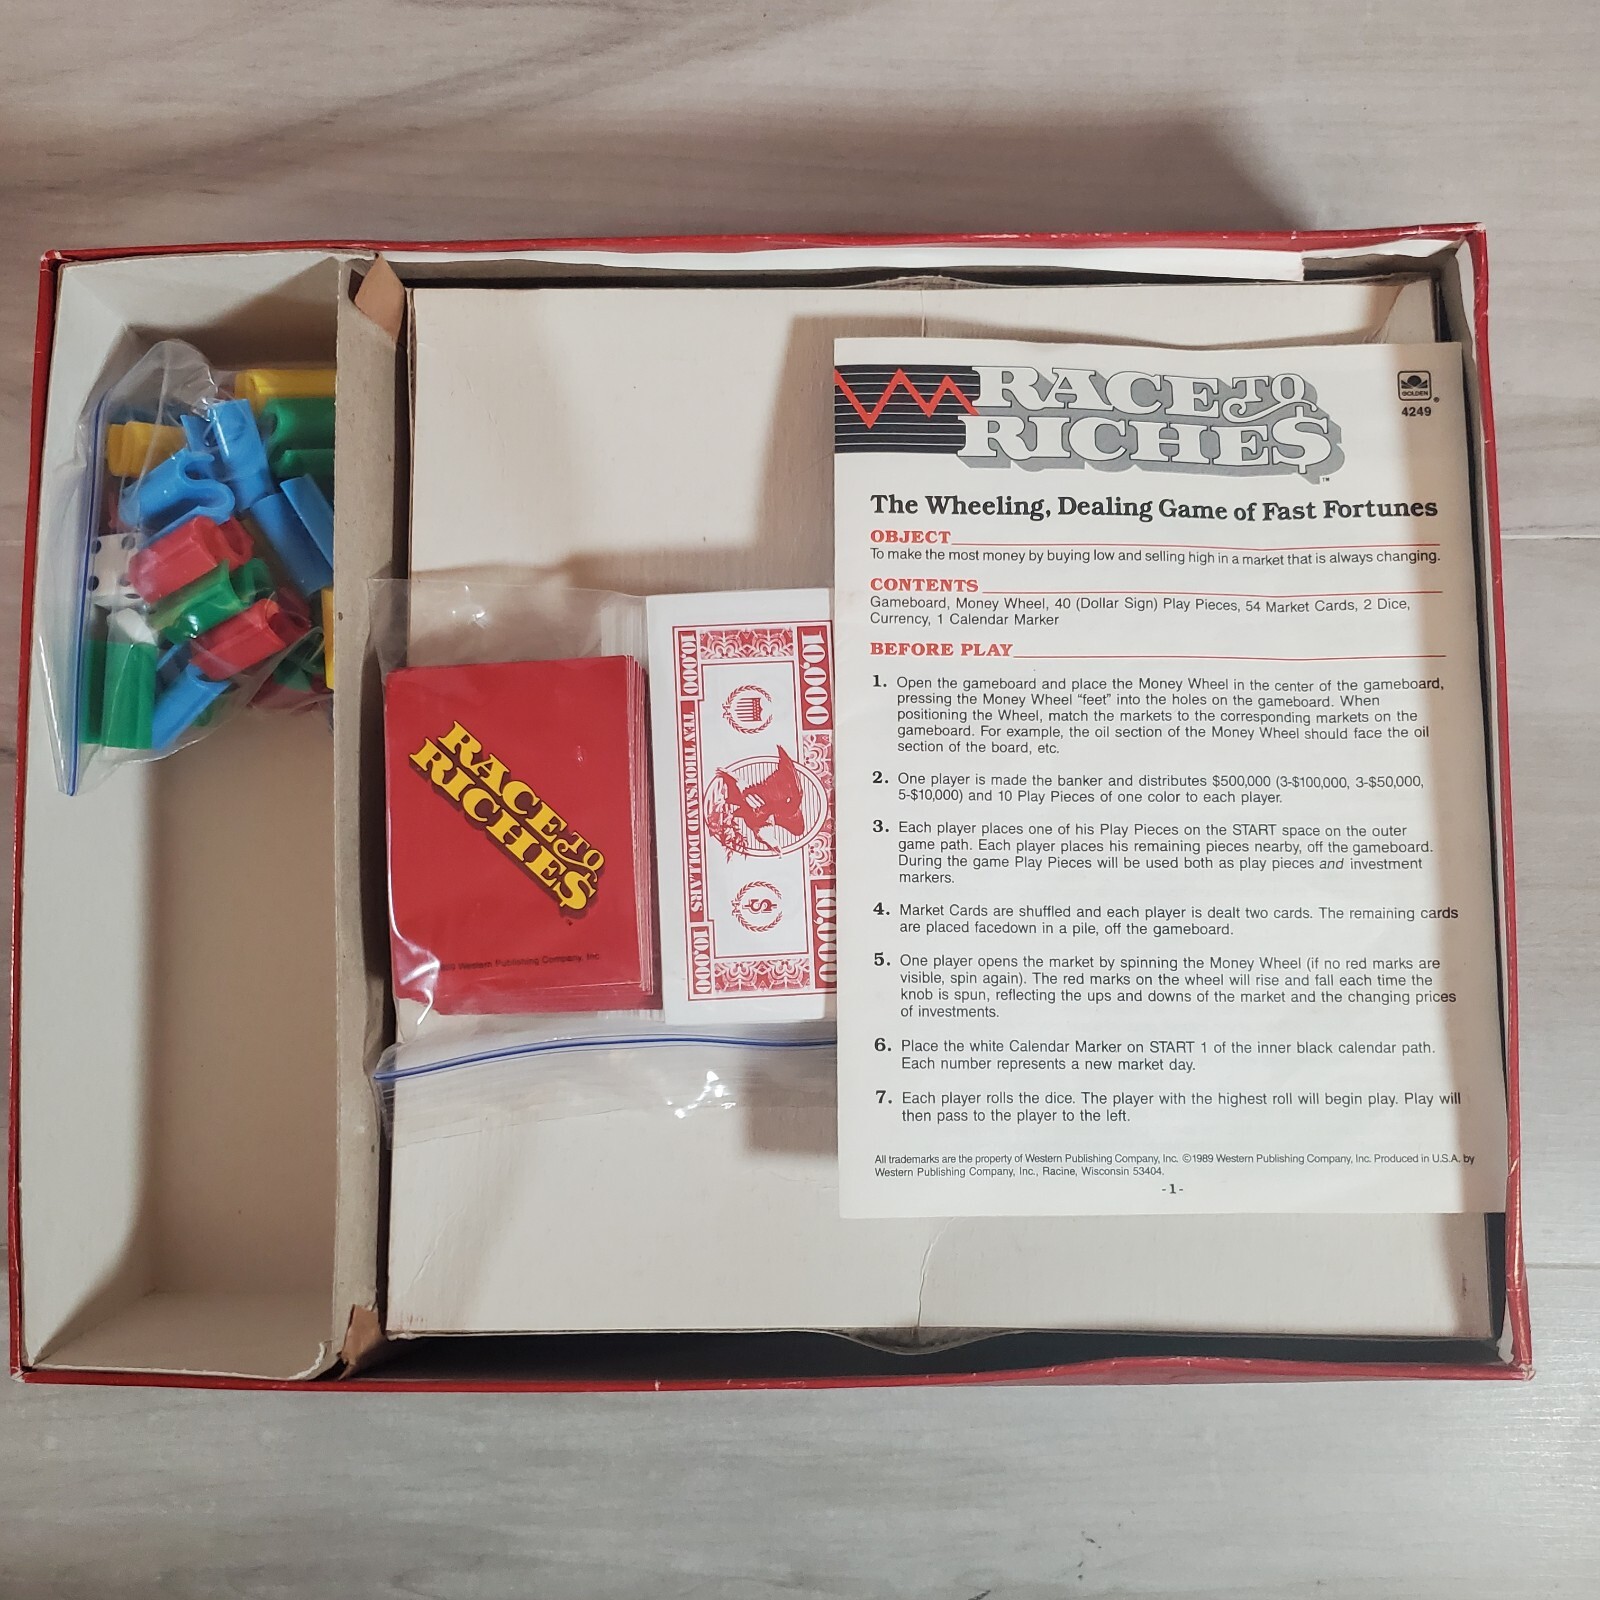 RACE TO
RICHE$
™
GOLDEN
®
4249
The Wheeling, Dealing Game of Fast Fortunes
OBJECT
To make the most money by buying low and selling high in a market that is always changing.
CONTENTS
Gameboard, Money Wheel, 40 (Dollar Sign) Play Pieces, 54 Market Cards, 2 Dice,
Currency, 1 Calendar Marker
BEFORE PLAY
1. Open the gameboard and place the Money Wheel in the center of the gameboard,
pressing the Money Wheel "feet" into the holes on the gameboard. When
positioning the Wheel, match the markets to the corresponding markets on the
gameboard. For example, the oil section of the Money Wheel should face the oil
section of the board, etc.
2. One player is made the banker and distributes $500,000 (3-$100,000, 3-$50,000,
5-$10,000) and 10 Play Pieces of one color to each player.
3. Each player places one of his Play Pieces on the START space on the outer
game path. Each player places his remaining pieces nearby, off the gameboard.
During the game Play Pieces will be used both as play pieces and investment
markers.
4. Market Cards are shuffled and each player is dealt two cards. The remaining cards
are placed facedown in a pile, off the gameboard.
5. One player opens the market by spinning the Money Wheel (if no red marks are
visible, spin again). The red marks on the wheel will rise and fall each time the
knob is spun, reflecting the ups and downs of the market and the changing prices
of investments.
6. Place the white Calendar Marker on START 1 of the inner black calendar path.
Each number represents a new market day.
7. Each player rolls the dice. The player with the highest roll will begin play. Play will
then pass to the player to the left.
All trademarks are the property of Western Publishing Company, Inc. ©1989 Western Publishing Company, Inc. Produced in U.S.A. by
Western Publishing Company, Inc., Racine, Wisconsin 53404.
-1-
RACE TO
RICHE$
Western Publishing Company, Inc.
10,000
10,000
TEN THOUSAND DOLLARS
10,000
10,000
$